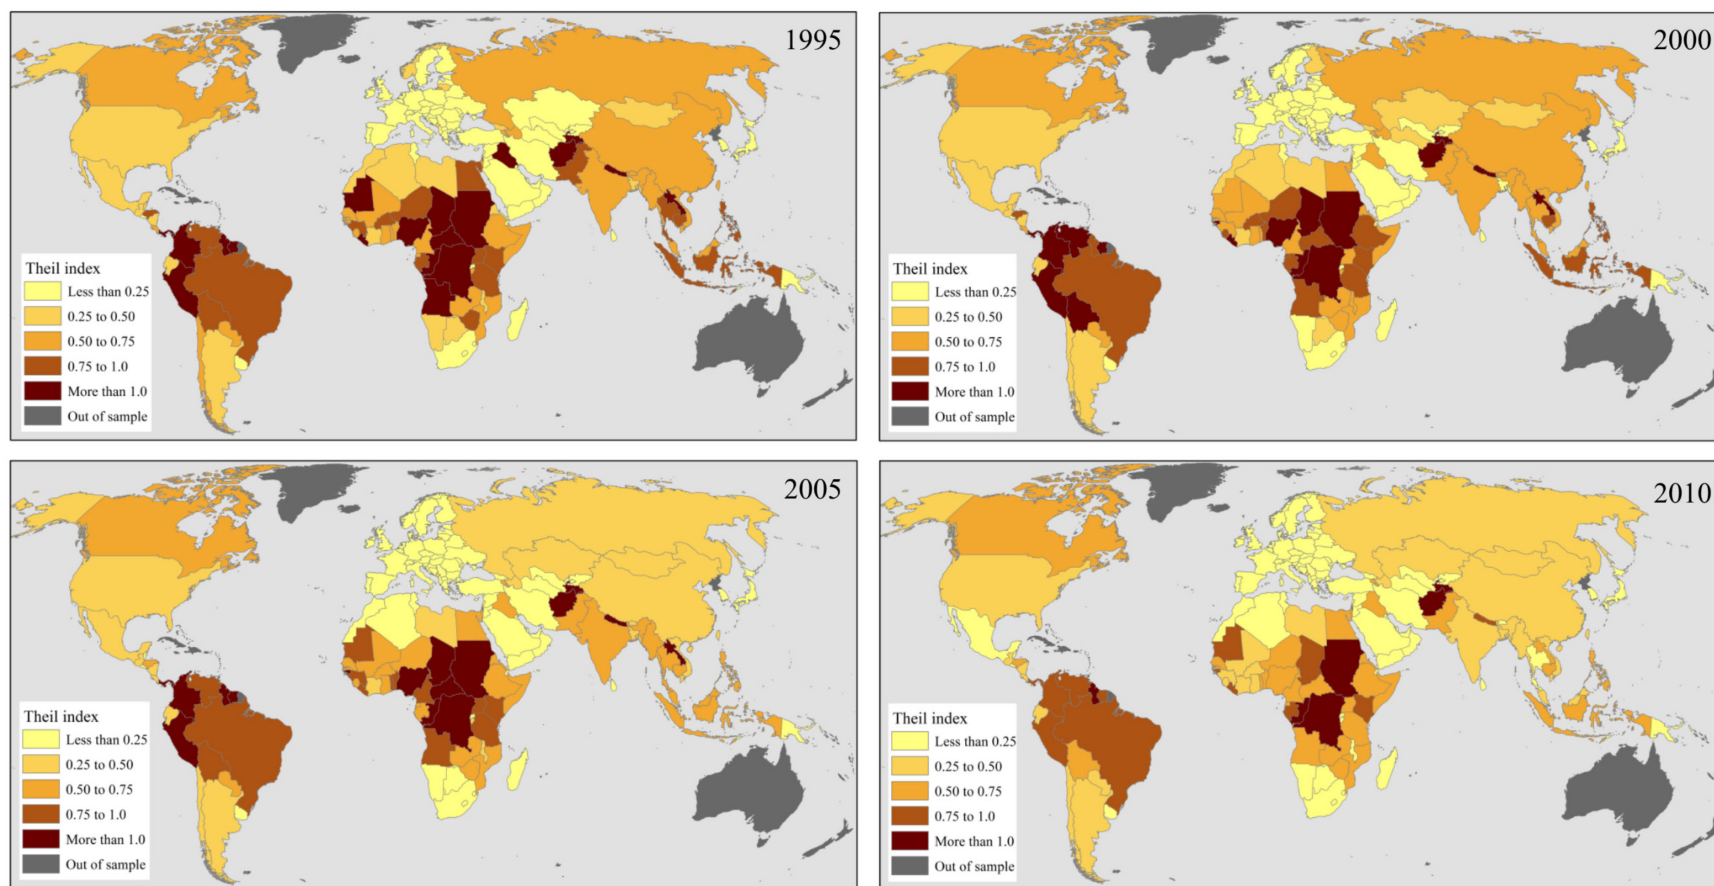 1995
Theil index
Less than 0.25
0.25 to 0.50
0.50 to 0.75
0.75 to 1.0
More than 1.0
Out of sample
2000
Theil index
Less than 0.25
0.25 to 0.50
0.50 to 0.75
0.75 to 1.0
More than 1.0
Out of sample
2005
Theil index
Less than 0.25
0.25 to 0.50
0.50 to 0.75
0.75 to 1.0
More than 1.0
Out of sample
2010
Theil index
Less than 0.25
0.25 to 0.50
0.50 to 0.75
0.75 to 1.0
More than 1.0
Out of sample